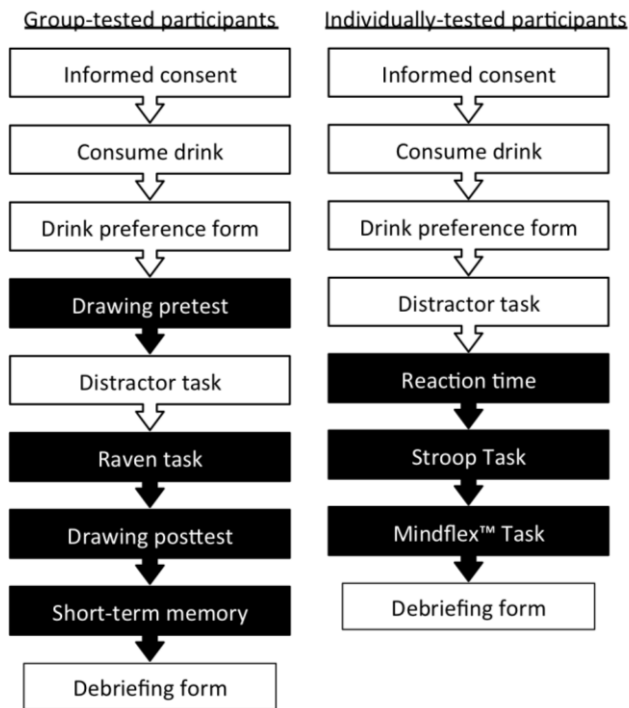 Group-tested participants
Informed consent
Consume drink
Drink preference form
Drawing pretest
Distractor task
Raven task
Drawing posttest
Short-term memory
Debriefing form
Individually-tested participants
Informed consent
Consume drink
Drink preference form
Distractor task
Reaction time
Stroop Task
Mindflex™ Task
Debriefing form